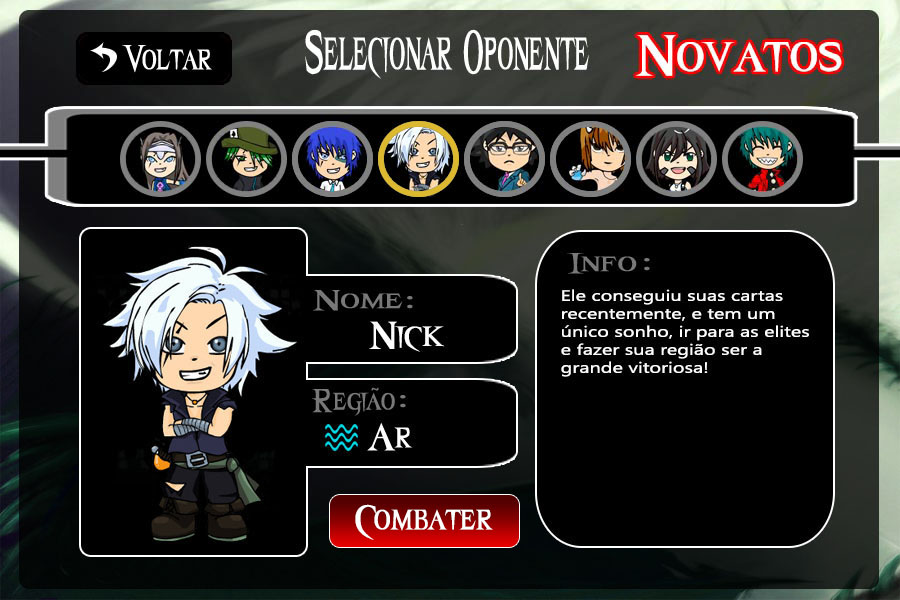 Voltar
Selecionar Oponente
Novatos
Nome:
Nick
Região:
Ar
Combater
Info:
Ele conseguiu suas cartas
recentemente, e tem um
único sonho, ir para as elites
e fazer sua região ser a
grande vitoriosa!